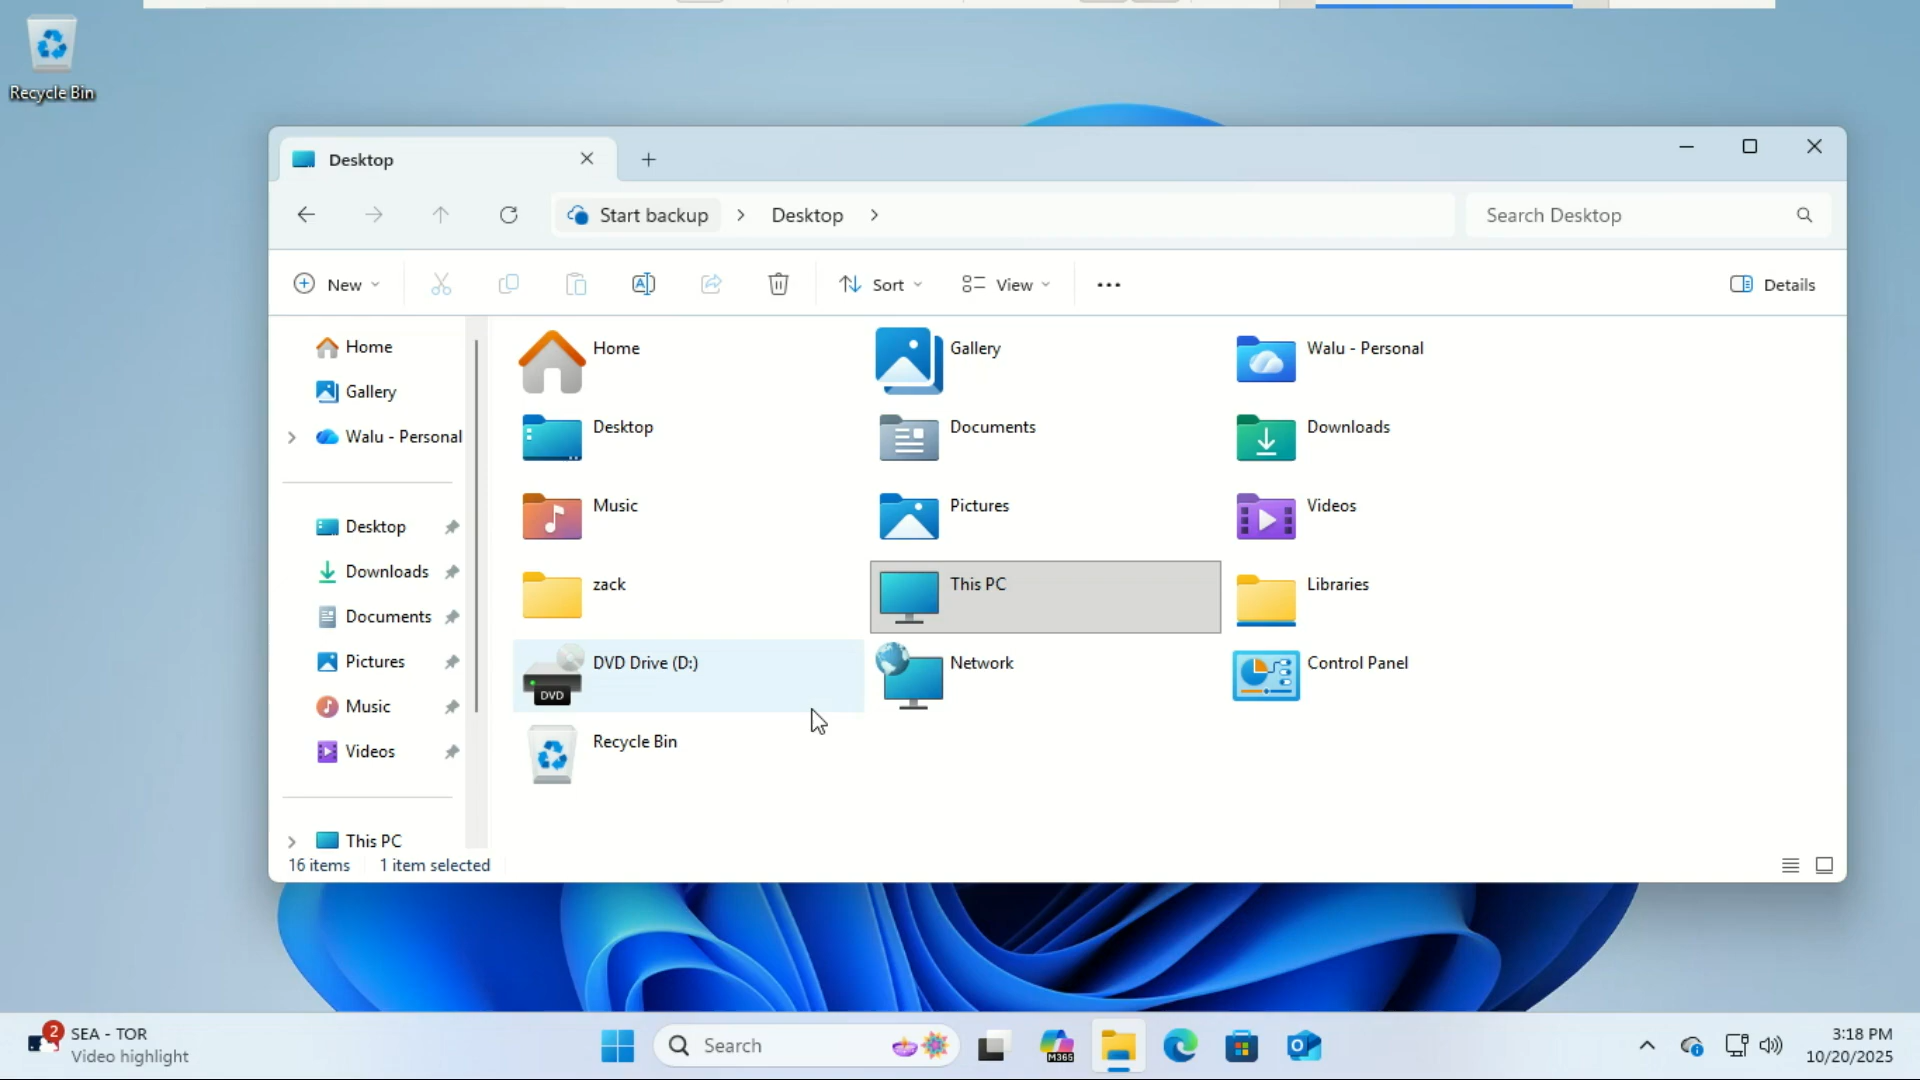 Recycle Bin
Desktop
Start backup
Desktop
Search Desktop
New
Sort
View
Details
Home
Gallery
Walu - Personal
Desktop
Downloads
Documents
Pictures
Music
Videos
This PC
Home
Gallery
Walu - Personal
Desktop
Documents
Downloads
Music
Pictures
Videos
zack
This PC
Libraries
DVD
DVD Drive (D:)
Network
Control Panel
Recycle Bin
16 items
1 item selected
2
SEA - TOR
Video highlight
Search
M365
O
3:18 PM
10/20/2025